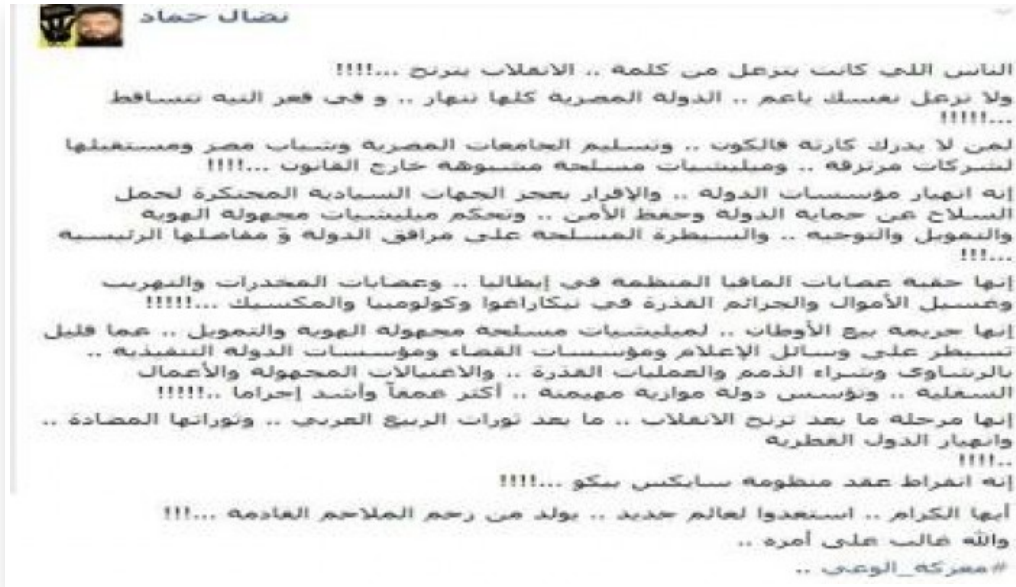 نضال حماد
الناس اللي كانت بتزعل من كلمة .. الانقلاب يترنح ...!!!!
ولا تزعل نفسك ياعم .. الدولة المصرية كلها تنهار .. و في قعر التيه تتساقط
...!!!!!
لمن لا يدرك كارثة فالكون .. وتسليم الجامعات المصرية وشباب مصر ومستقبلها
لشركات مرتزقة .. وميليشيات مسلحة مشبوهة خارج القانون ...!!!!
إنه انهيار مؤسسات الدولة .. والإقرار بعجز الجهات السيادية المحتكرة لحمل
السلاح عن حماية الدولة وحفظ الأمن .. وتحكم ميليشيات مجهولة الهوية
والتمويل والتوجيه .. والسيطرة المسلحة على مرافق الدولة وَ مفاصلها الرئيسية
...!!!
إنها حقبة عصابات المافيا المنظمة في إيطاليا .. وعصابات المخدرات والتهريب
وغسيل الأموال والجرائم القذرة في نيكاراغوا وكولومبيا والمكسيك ...!!!!!
إنها جريمة بيع الأوطان .. لميليشيات مسلحة مجهولة الهوية والتمويل .. عما قليل
تسيطر على وسائل الإعلام ومؤسسات القضاء ومؤسسات الدولة التنفيذية ..
بالرشاوى وشراء الذمم والعمليات القذرة .. والاغتيالات المجهولة والأعمال
السفلية .. وتؤسس دولة موازية مهيمنة .. أكثر عمقاً وأشد إجراما ..!!!!!
إنها مرحلة ما بعد ترنح الانقلاب .. ما بعد ثورات الربيع العربي .. وثوراتها المضادة ..
وانهيار الدول القطرية
..!!!!
إنه انفراط عقد منظومة سايكس بيكو ...!!!!
أيها الكرام .. استعدوا لعالم جديد .. يولد من رحم الملاحم القادمة ...!!!
والله غالب على أمره ..
#معركة_الوعي ..